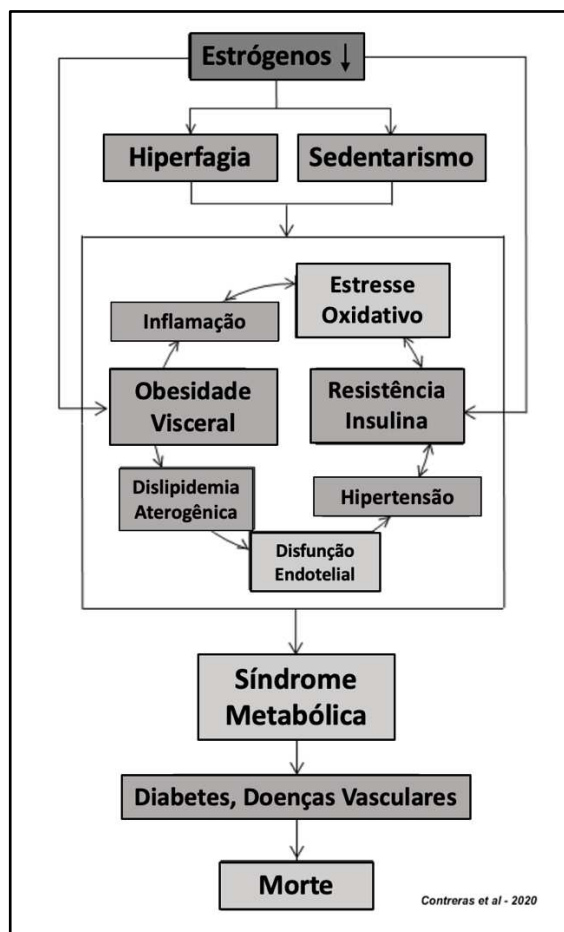 Estrógenos ↓
Hiperfagia
Sedentarismo
Estresse
Oxidativo
Inflamação
Obesidade
Visceral
Resistência
Insulina
Dislipidemia
Aterogênica
Hipertensão
Disfunção
Endotelial
Síndrome
Metabólica
Diabetes, Doenças Vasculares
Morte
Contreras et al - 2020